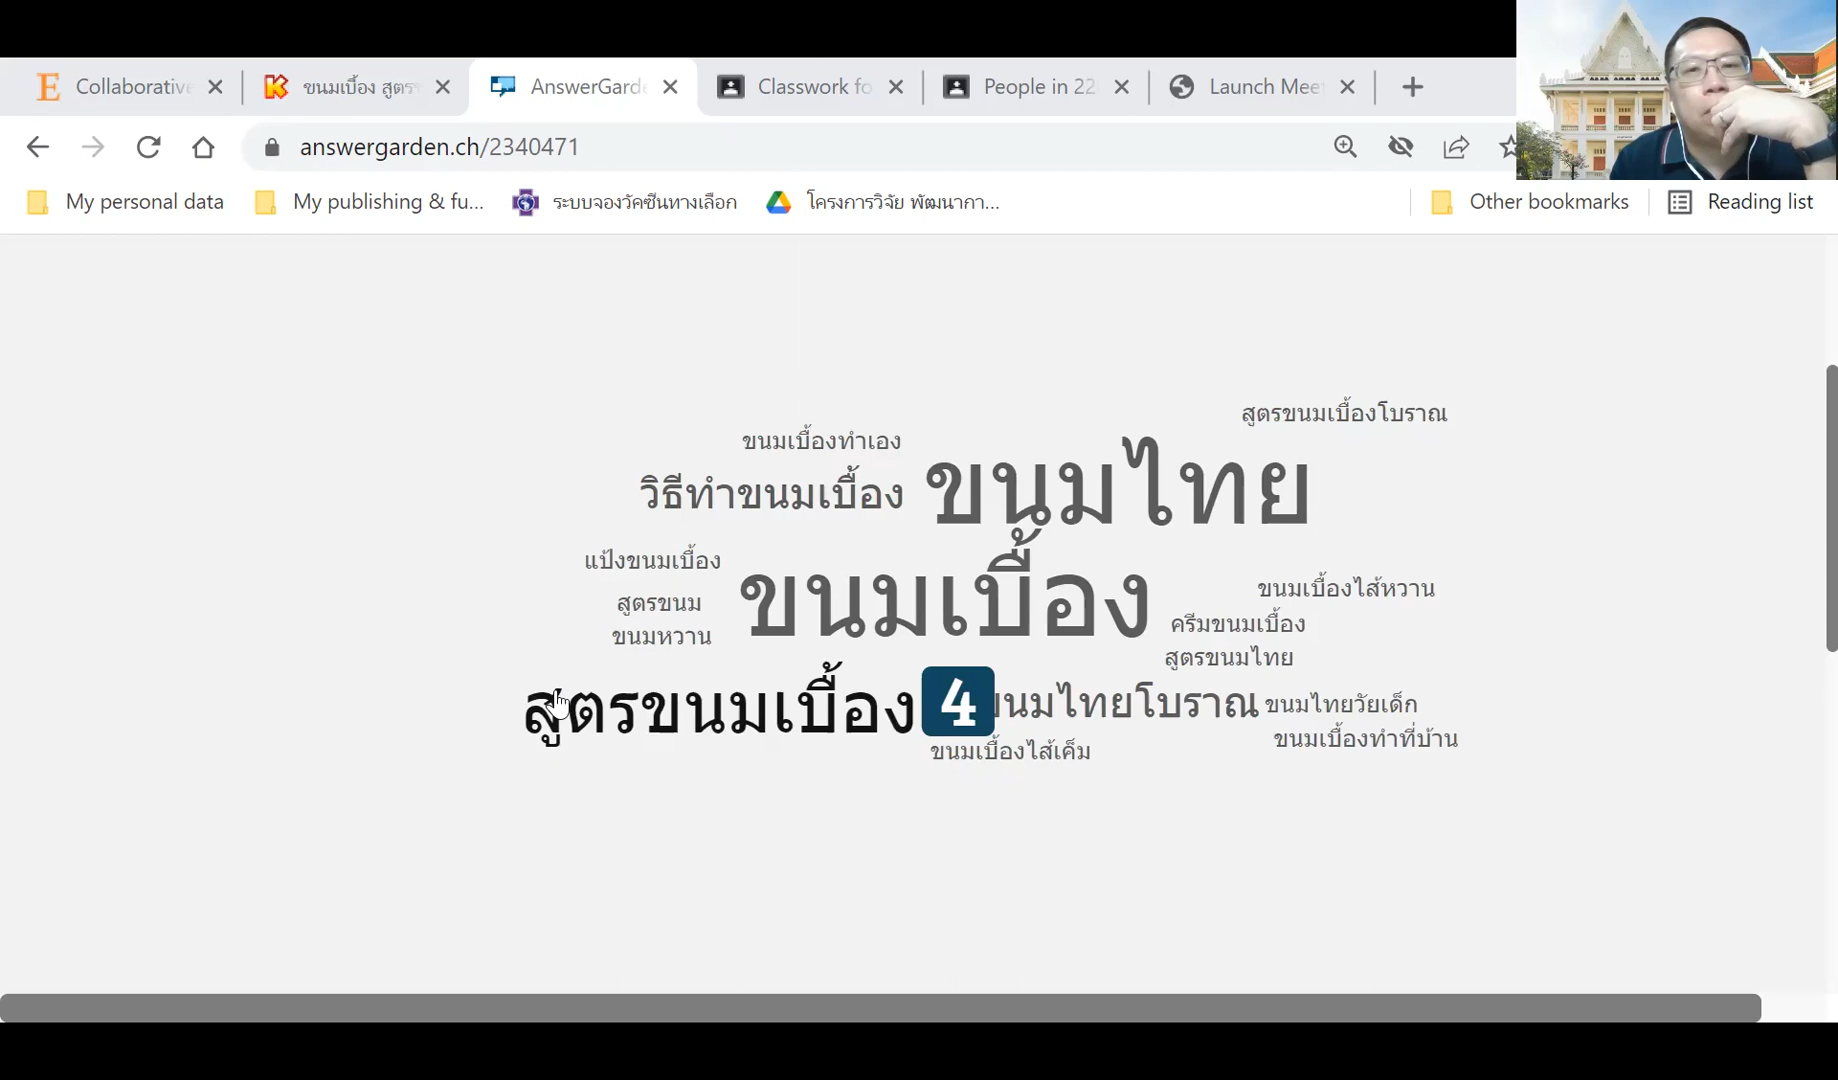 Collaborative
ขนมเบื้อง สูตร
AnswerGarde
Classwork fo
People in 22
Launch Meet
answergarden.ch/2340471
My personal data
My publishing & fu...
ระบบจองวัคซีนทางเลือก
โครงการวิจัย พัฒนากา...
Other bookmarks
Reading list
สูตรขนมเบื้องโบราณ
ขนมเบื้องทำเอง
วิธีทำขนมเบื้อง
ขนมไทย
แป้งขนมเบื้อง
สูตรขนม
ขนมหวาน
ขนมเบื้อง
ขนมเบื้องไส้หวาน
ครีมขนมเบื้อง
สูตรขนมไทย
สูตรขนมเบื้อง
4
ขนมไทยโบราณ
ขนมไทยวัยเด็ก
ขนมเบื้องทำที่บ้าน
ขนมเบื้องไส้เค็ม